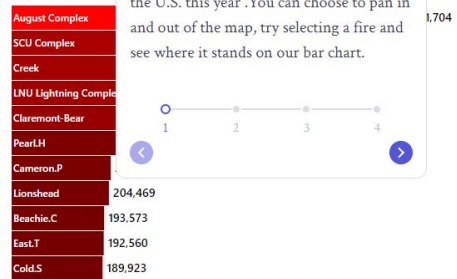 the U.S. this year .You can choose to pan in
August Complex
,704
and out of the map, try selecting a fire and
SCU Complex
see where it stands on our bar chart.
Creek
LNU Lightning Comple
Claremont-Bear
1 2 3 4
Pearl.H
Cameron.P
Lionshead 204,469
Beachie.C 193,573
East.T 192,560
Cold.S 189,923